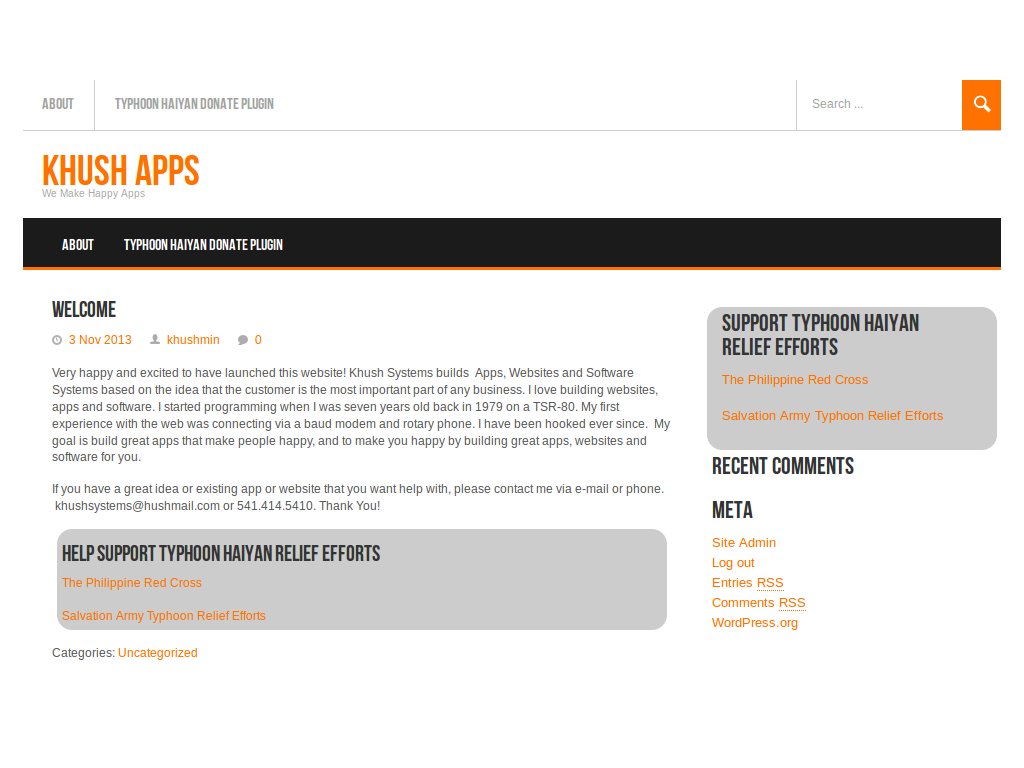 ABOUT
TYPHOON HAIYAN DONATE PLUGIN
Search ...
KHUSH APPS
We Make Happy Apps
ABOUT
TYPHOON HAIYAN DONATE PLUGIN
WELCOME
3 Nov 2013 khushmin 0
Very happy and excited to have launched this website! Khush Systems builds  Apps, Websites and Software
Systems based on the idea that the customer is the most important part of any business. I love building websites,
apps and software. I started programming when I was seven years old back in 1979 on a TSR-80. My first
experience with the web was connecting via a baud modem and rotary phone. I have been hooked ever since.  My
goal is build great apps that make people happy, and to make you happy by building great apps, websites and
software for you.
If you have a great idea or existing app or website that you want help with, please contact me via e-mail or phone.
khushsystems@hushmail.com or 541.414.5410. Thank You!
HELP SUPPORT TYPHOON HAIYAN RELIEF EFFORTS
The Philippine Red Cross
Salvation Army Typhoon Relief Efforts
Categories: Uncategorized
SUPPORT TYPHOON HAIYAN
RELIEF EFFORTS
The Philippine Red Cross
Salvation Army Typhoon Relief Efforts
RECENT COMMENTS
META
Site Admin
Log out
Entries RSS
Comments RSS
WordPress.org